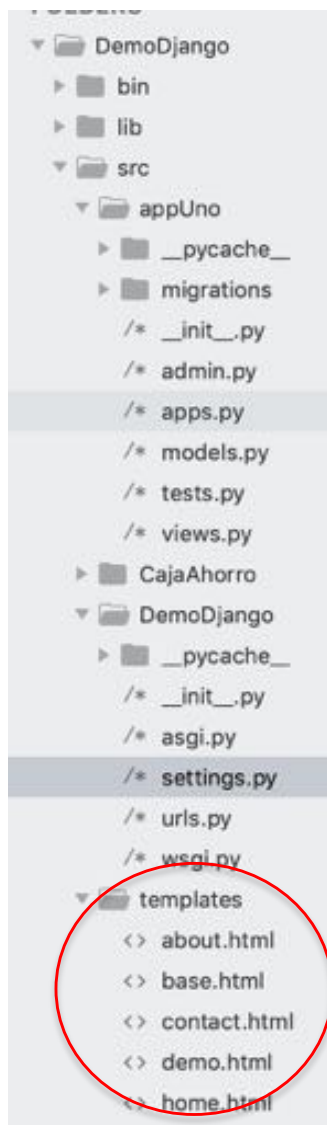 FOLDERS
DemoDjango
bin
lib
src
appUno
__pycache__
migrations
/* __init__.py
/* admin.py
/* apps.py
/* models.py
/* tests.py
/* views.py
CajaAhorro
DemoDjango
__pycache__
/* __init__.py
/* asgi.py
/* settings.py
/* urls.py
/* wsgi.py
templates
<> about.html
<> base.html
<> contact.html
<> demo.html
<> home.html